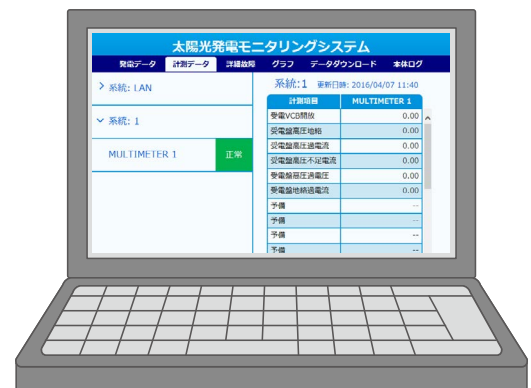 太陽光発電モニタリングシステム
発電データ 計測データ 詳細故障 グラフ データダウンロード 本体ログ
系統: LAN
系統: 1
MULTIMETER 1 正常
系統:1 更新日時: 2016/04/07 11:40
計測項目 MULTIMETER 1
受電VCB開放 0.00
受電盤高圧地絡 0.00
受電盤高圧過電流 0.00
受電盤高圧不足電流 0.00
受電盤高圧過電圧 0.00
受電盤地絡過電流 0.00
予備 --
予備 --
予備 --
予備 --